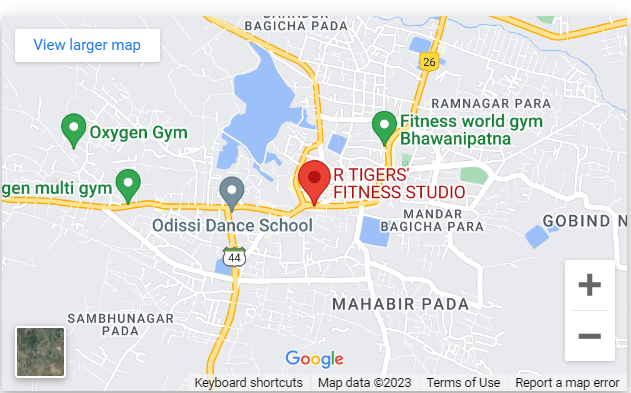 BAHADUR
BAGICHA PADA
View larger map
26
RAMNAGAR PARA
Oxygen Gym
Fitness world gym
Bhawanipatna
R TIGERS'
FITNESS STUDIO
gen multi gym
Odissi Dance School
MANDAR
BAGICHA PARA
GOBIND N
44
MAHABIR PADA
SAMBHUNAGAR
PADA
Google
Keyboard shortcuts
Map data ©2023
Terms of Use
Report a map error